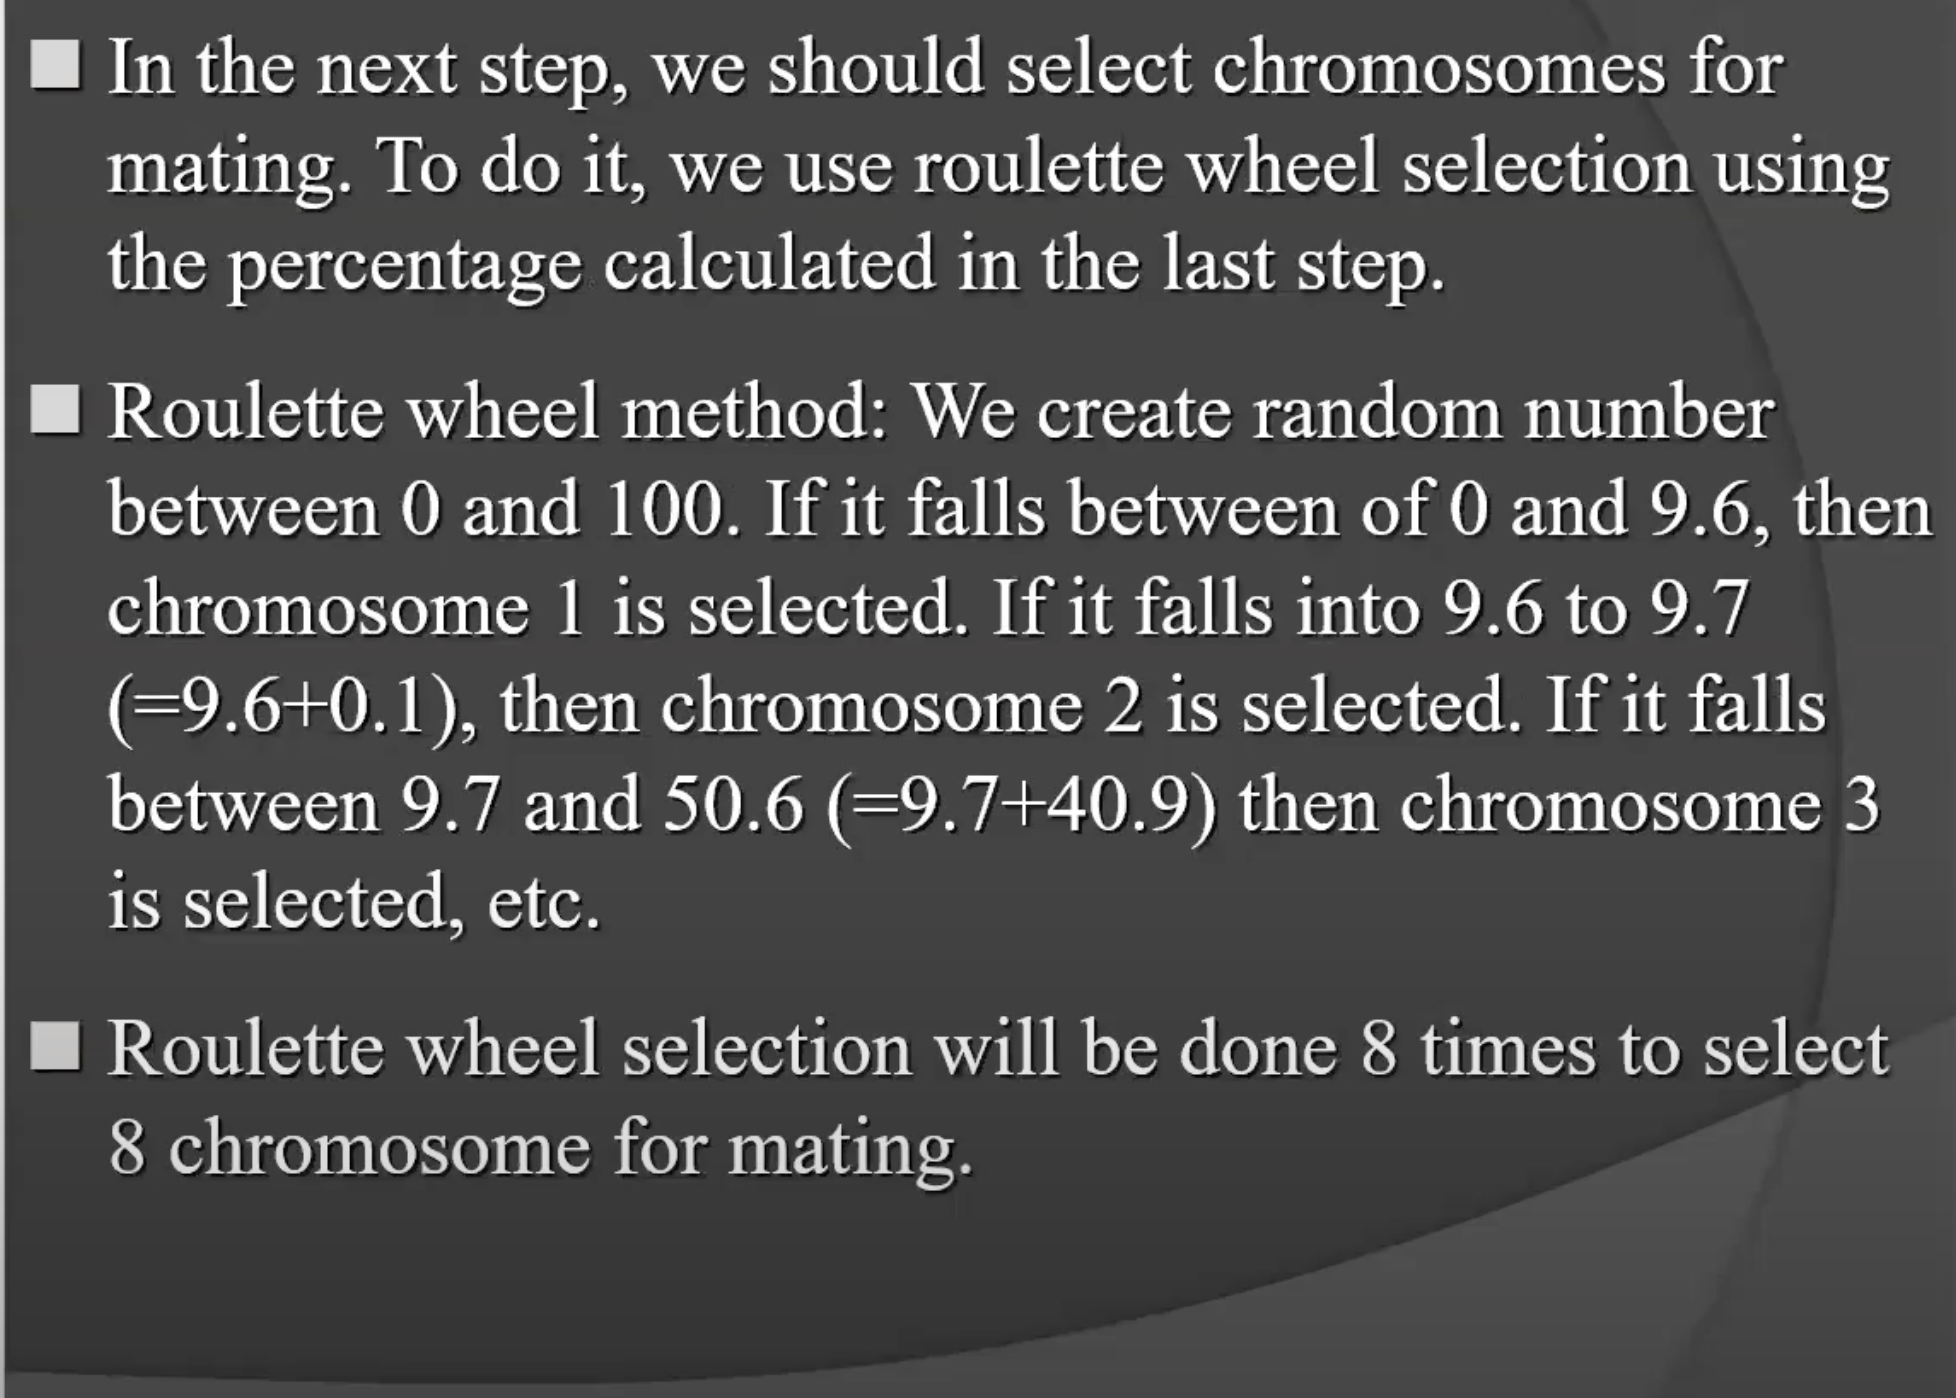 In the next step, we should select chromosomes for
mating. To do it, we use roulette wheel selection using
the percentage calculated in the last step.
Roulette wheel method: We create random number
between 0 and 100. If it falls between of 0 and 9.6, then
chromosome 1 is selected. If it falls into 9.6 to 9.7
(=9.6+0.1), then chromosome 2 is selected. If it falls
between 9.7 and 50.6 (=9.7+40.9) then chromosome 3
is selected, etc.
Roulette wheel selection will be done 8 times to select
8 chromosome for mating.